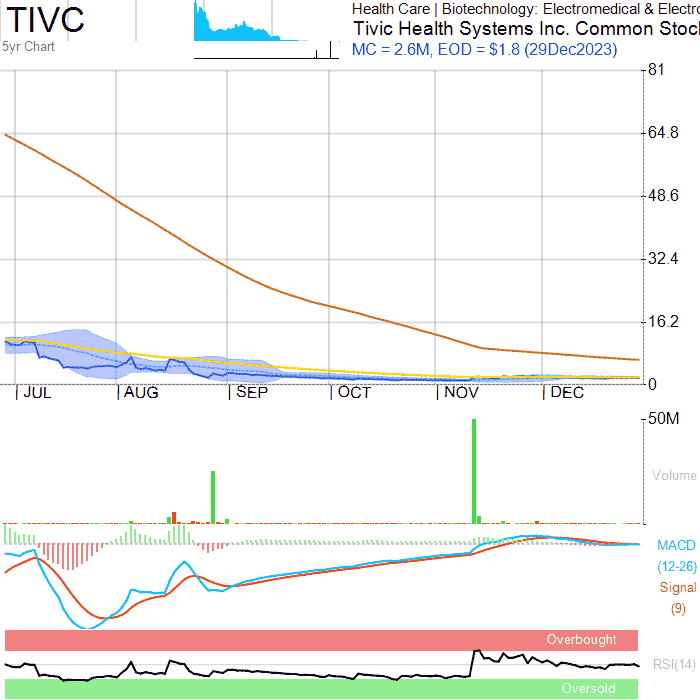 TIVC
5yr Chart
Health Care | Biotechnology: Electromedical & Electro
Tivic Health Systems Inc. Common Stoc
MC = 2.6M, EOD = $1.8 (29Dec2023)
81
64.8
48.6
32.4
16.2
0
JUL AUG SEP OCT NOV DEC
50M
Volume
MACD
(12-26)
Signal
(9)
Overbought
RSI(14)
Oversold